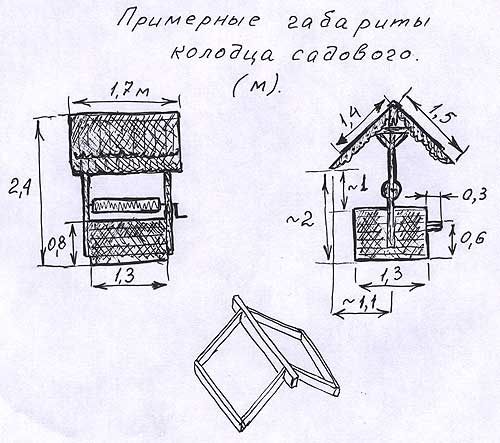 Примерные габариты
колодца садового.
(м).
1,7м
2,4
0,8
1,3
1,4
1,5
~1
~2
0,3
0,6
1,3
~1,1